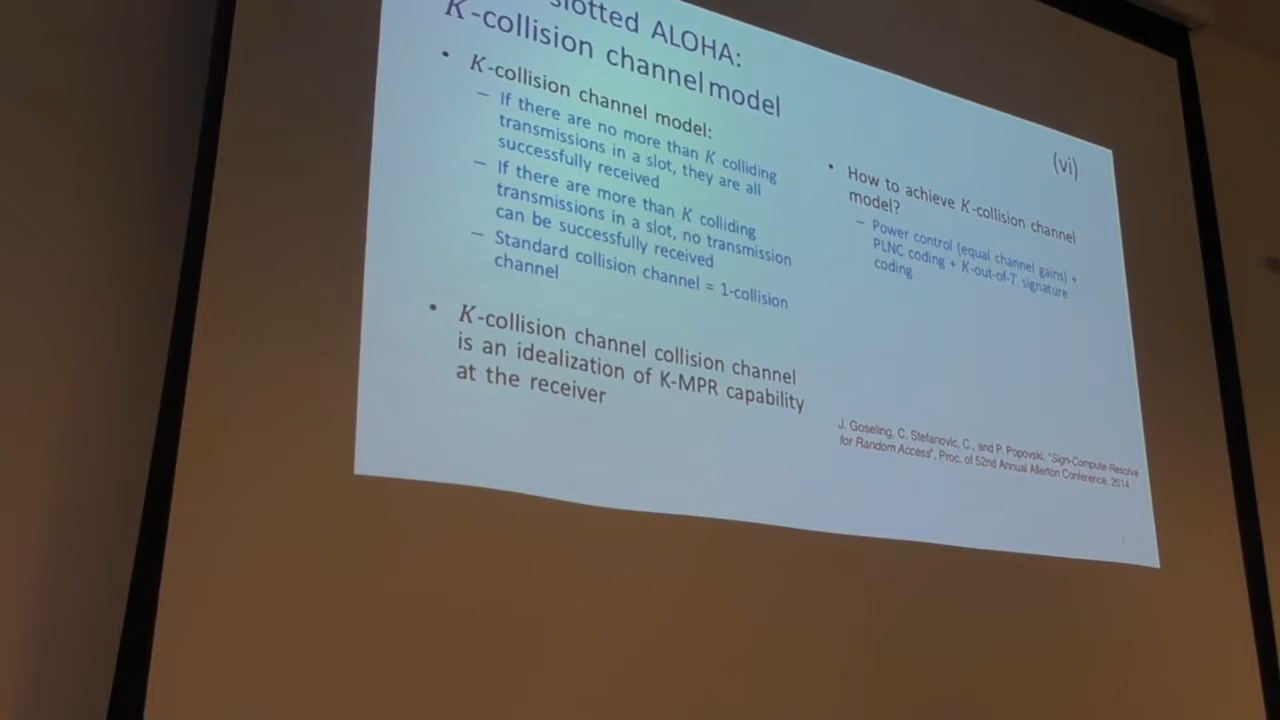 slotted ALOHA:
K-collision channel model
• K-collision channel model:
– If there are no more than K colliding
transmissions in a slot, they are all
successfully received
– If there are more than K colliding
transmissions in a slot, no transmission
can be successfully received
– Standard collision channel = 1-collision
channel
• K-collision channel collision channel
is an idealization of K-MPR capability
at the receiver
(vi)
• How to achieve K-collision channel
model?
– Power control (equal channel gains) +
PLNC coding + K-out-of-T signature
coding
J. Goseling, C. Stefanovic, C., and P. Popovski, "Sign-Compute-Resolve
for Random Access", Proc. of 52nd Annual Allerton Conference, 2014